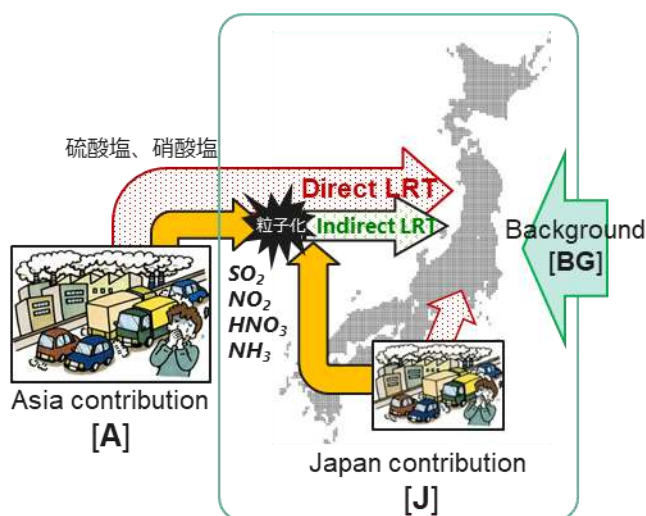 硫酸塩、硝酸塩
Direct LRT
粒子化
Indirect LRT
SO2
NO2
HNO3
NH3
Background
[BG]
Asia contribution
[A]
Japan contribution
[J]